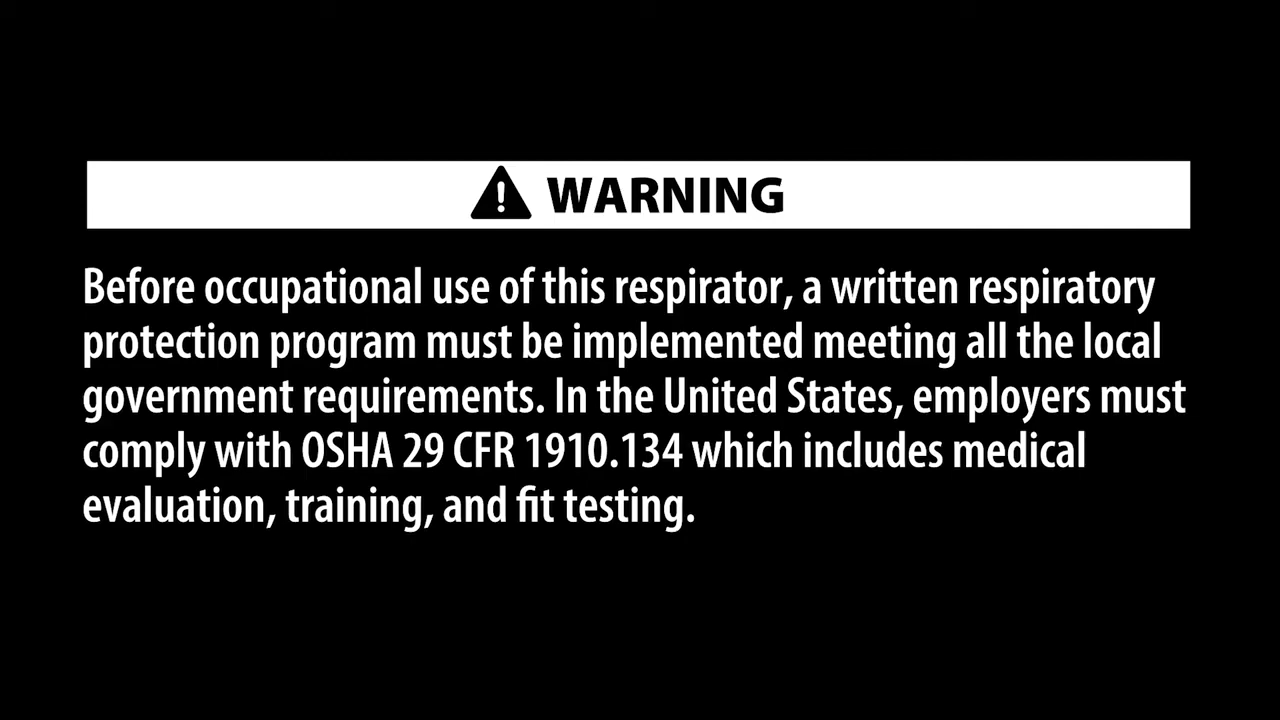 WARNING
Before occupational use of this respirator, a written respiratory
protection program must be implemented meeting all the local
government requirements. In the United States, employers must
comply with OSHA 29 CFR 1910.134 which includes medical
evaluation, training, and fit testing.